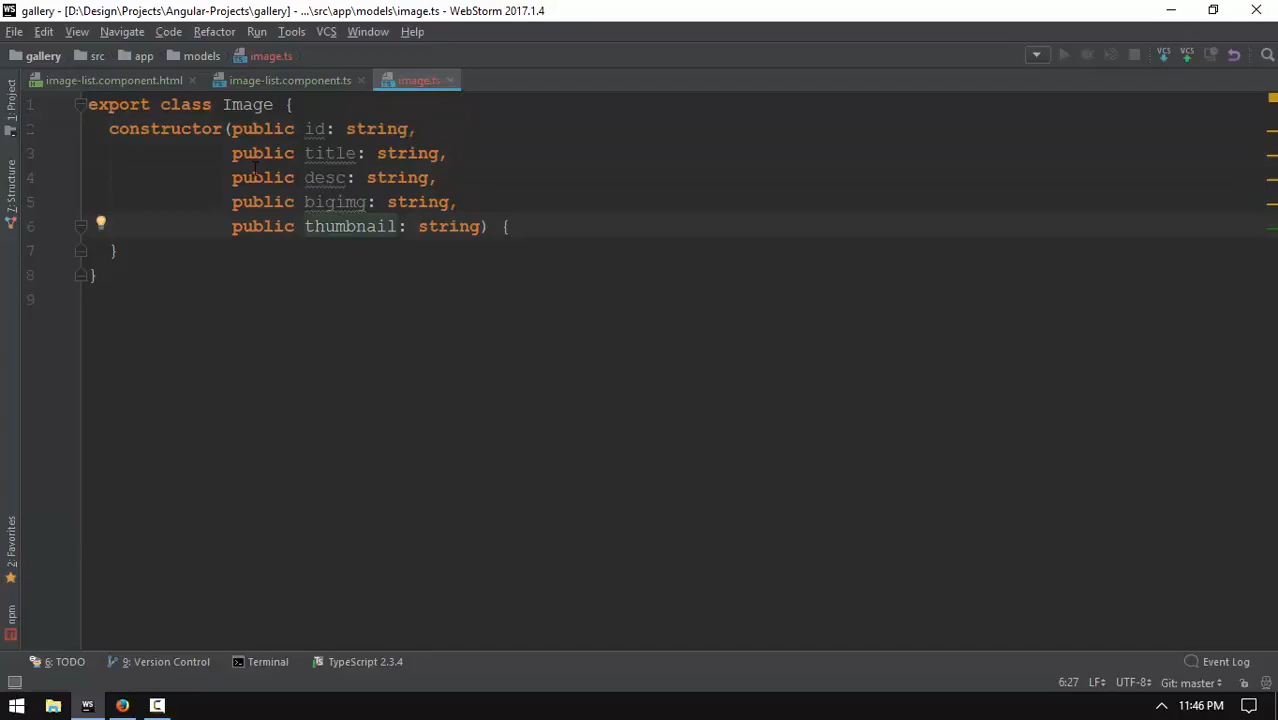 gallery - [D:\Design\Projects\Angular-Projects\gallery] - ...\src\app\models\image.ts - WebStorm 2017.1.4
File Edit View Navigate Code Refactor Run Tools VCS Window Help
gallery src app models image.ts
VCS VCS
image-list.component.html image-list.component.ts image.ts
1: Project
Z: Structure
2: Favorites
npm
1 export class Image {
2 constructor(public id: string,
3 public title: string,
4 public desc: string,
5 public bigimg: string,
6 public thumbnail: string) {
7 }
8 }
9
6: TODO 9: Version Control Terminal TypeScript 2.3.4 Event Log
6:27 LF UTF-8 Git: master
WS 11:46 PM